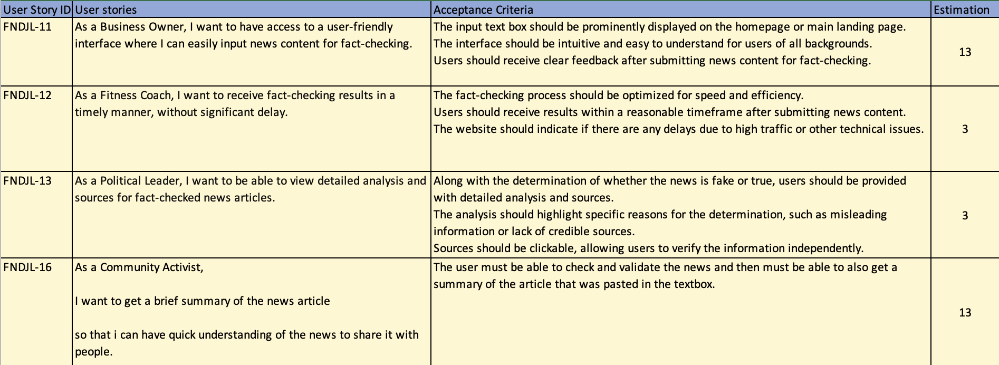 User Story ID User stories Acceptance Criteria Estimation
FNDJL-11
As a Business Owner, I want to have access to a user-friendly
interface where I can easily input news content for fact-checking.
The input text box should be prominently displayed on the homepage or main landing page.
The interface should be intuitive and easy to understand for users of all backgrounds.
Users should receive clear feedback after submitting news content for fact-checking.
13
FNDJL-12
As a Fitness Coach, I want to receive fact-checking results in a
timely manner, without significant delay.
The fact-checking process should be optimized for speed and efficiency.
Users should receive results within a reasonable timeframe after submitting news content.
The website should indicate if there are any delays due to high traffic or other technical issues.
3
FNDJL-13
As a Political Leader, I want to be able to view detailed analysis and
sources for fact-checked news articles.
Along with the determination of whether the news is fake or true, users should be provided
with detailed analysis and sources.
The analysis should highlight specific reasons for the determination, such as misleading
information or lack of credible sources.
Sources should be clickable, allowing users to verify the information independently.
3
FNDJL-16
As a Community Activist,
I want to get a brief summary of the news article
so that i can have quick understanding of the news to share it with
people.
The user must be able to check and validate the news and then must be able to also get a
summary of the article that was pasted in the textbox.
13